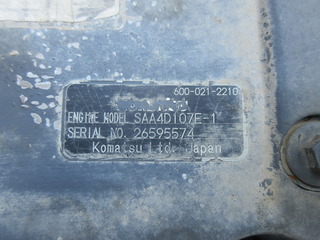 600-021-2210
ENGINE MODEL SAA4D107E-1
SERIAL NO. 26595574
Komatsu Ltd. Japan